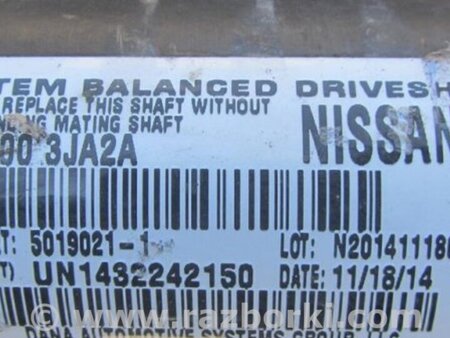 TEM BALANCED DRIVESH
REPLACE THIS SHAFT WITHOUT
MATING SHAFT
00 3JA2A NISSAN
T: 5019021-1 LOT: N20141118
T) UN1432242150 DATE: 11/18/14
DANA AUTOMOTIVE SYSTEMS GROUP, LLC
www.razborki.com